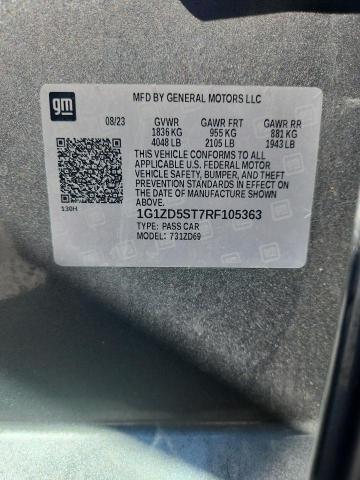 gm
MFD BY GENERAL MOTORS LLC
08/23 GVWR GAWR FRT GAWR RR
1836 KG 955 KG 881 KG
4048 LB 2105 LB 1943 LB
THIS VEHICLE CONFORMS TO ALL
APPLICABLE U.S. FEDERAL MOTOR
VEHICLE SAFETY, BUMPER, AND THEFT
PREVENTION STANDARDS IN EFFECT ON
THE DATE OF MANUFACTURE SHOWN
ABOVE.
130H
1G1ZD5ST7RF105363
TYPE: PASS CAR
MODEL: 731ZD69